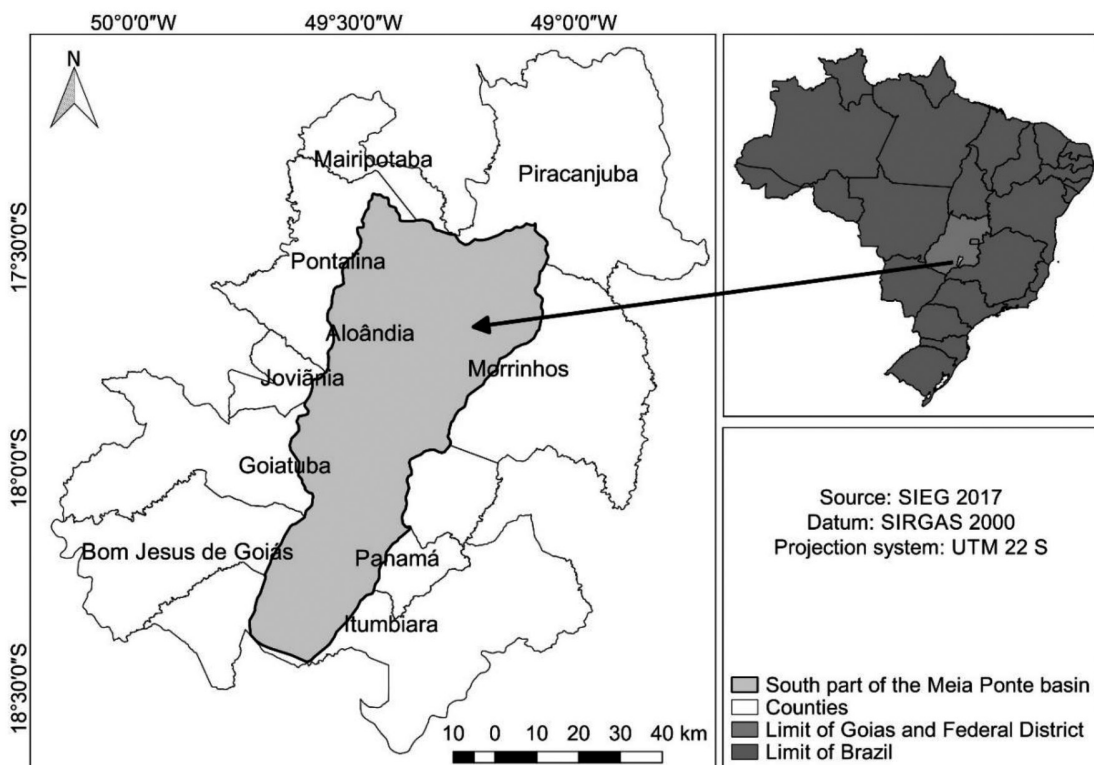 50°0′0″W 49°30′0″W 49°0′0″W
N
Mairipotaba
Piracanjuba
17°30′0″S
Pontalina
Aloândia
Joviãnia
Morrinhos
18°0′0″S
Goiatuba
Bom Jesus de Goiás
Panamá
Itumbiara
18°30′0″S
10 0 10 20 30 40 km
Source: SIEG 2017
Datum: SIRGAS 2000
Projection system: UTM 22 S
South part of the Meia Ponte basin
Counties
Limit of Goias and Federal District
Limit of Brazil